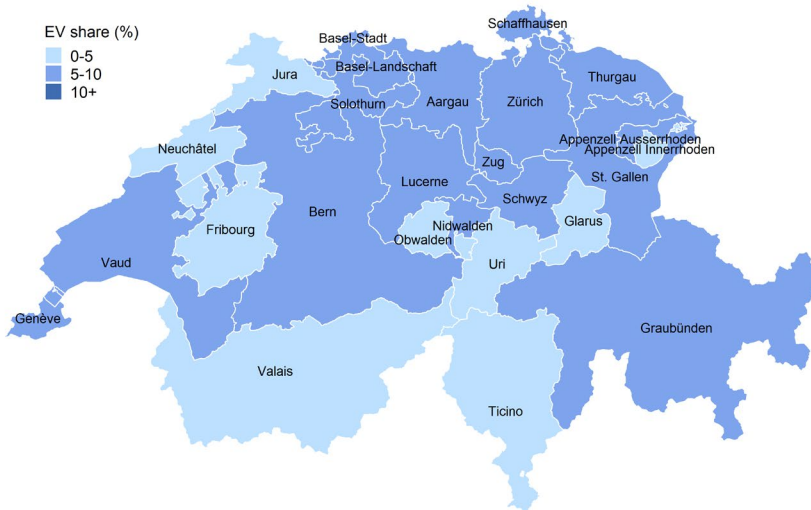 EV share (%)
0-5
5-10
10+
Schaffhausen
Basel-Stadt
Basel-Landschaft
Jura
Thurgau
Solothurn
Aargau
Zürich
Appenzell Ausserrhoden
Appenzell Innerrhoden
Neuchâtel
Zug
St. Gallen
Lucerne
Schwyz
Bern
Nidwalden
Glarus
Fribourg
Obwalden
Uri
Vaud
Genève
Graubünden
Valais
Ticino